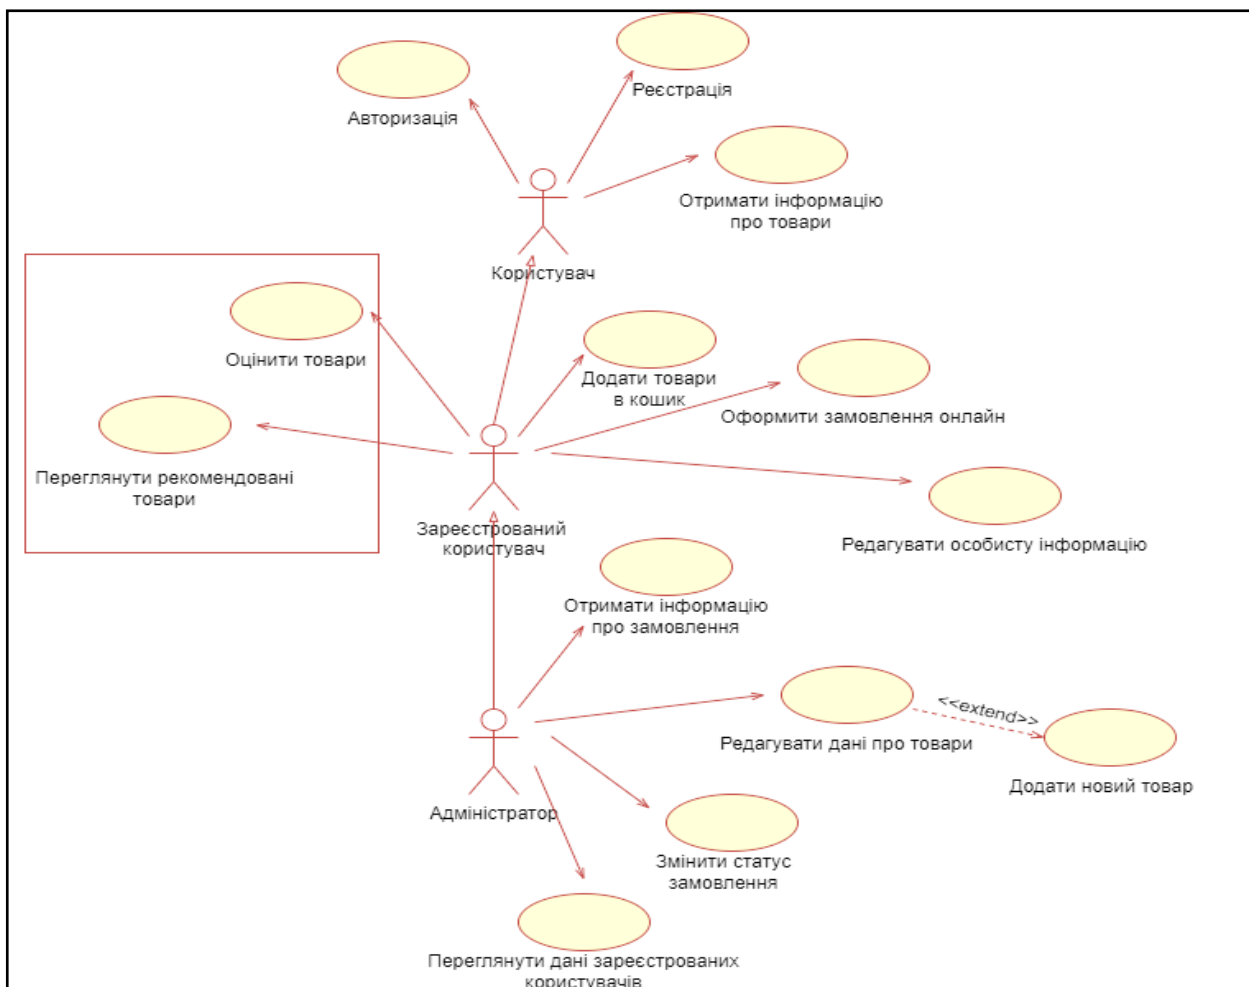 Реєстрація
Авторизація
Отримати інформацію
про товари
Користувач
Оцінити товари
Додати товари
в кошик
Оформити замовлення онлайн
Переглянути рекомендовані
товари
Зареєстрований
користувач
Редагувати особисту інформацію
Отримати інформацію
про замовлення
<<extend>>
Редагувати дані про товари
Додати новий товар
Адміністратор
Змінити статус
замовлення
Переглянути дані зареєстрованих
користувачів